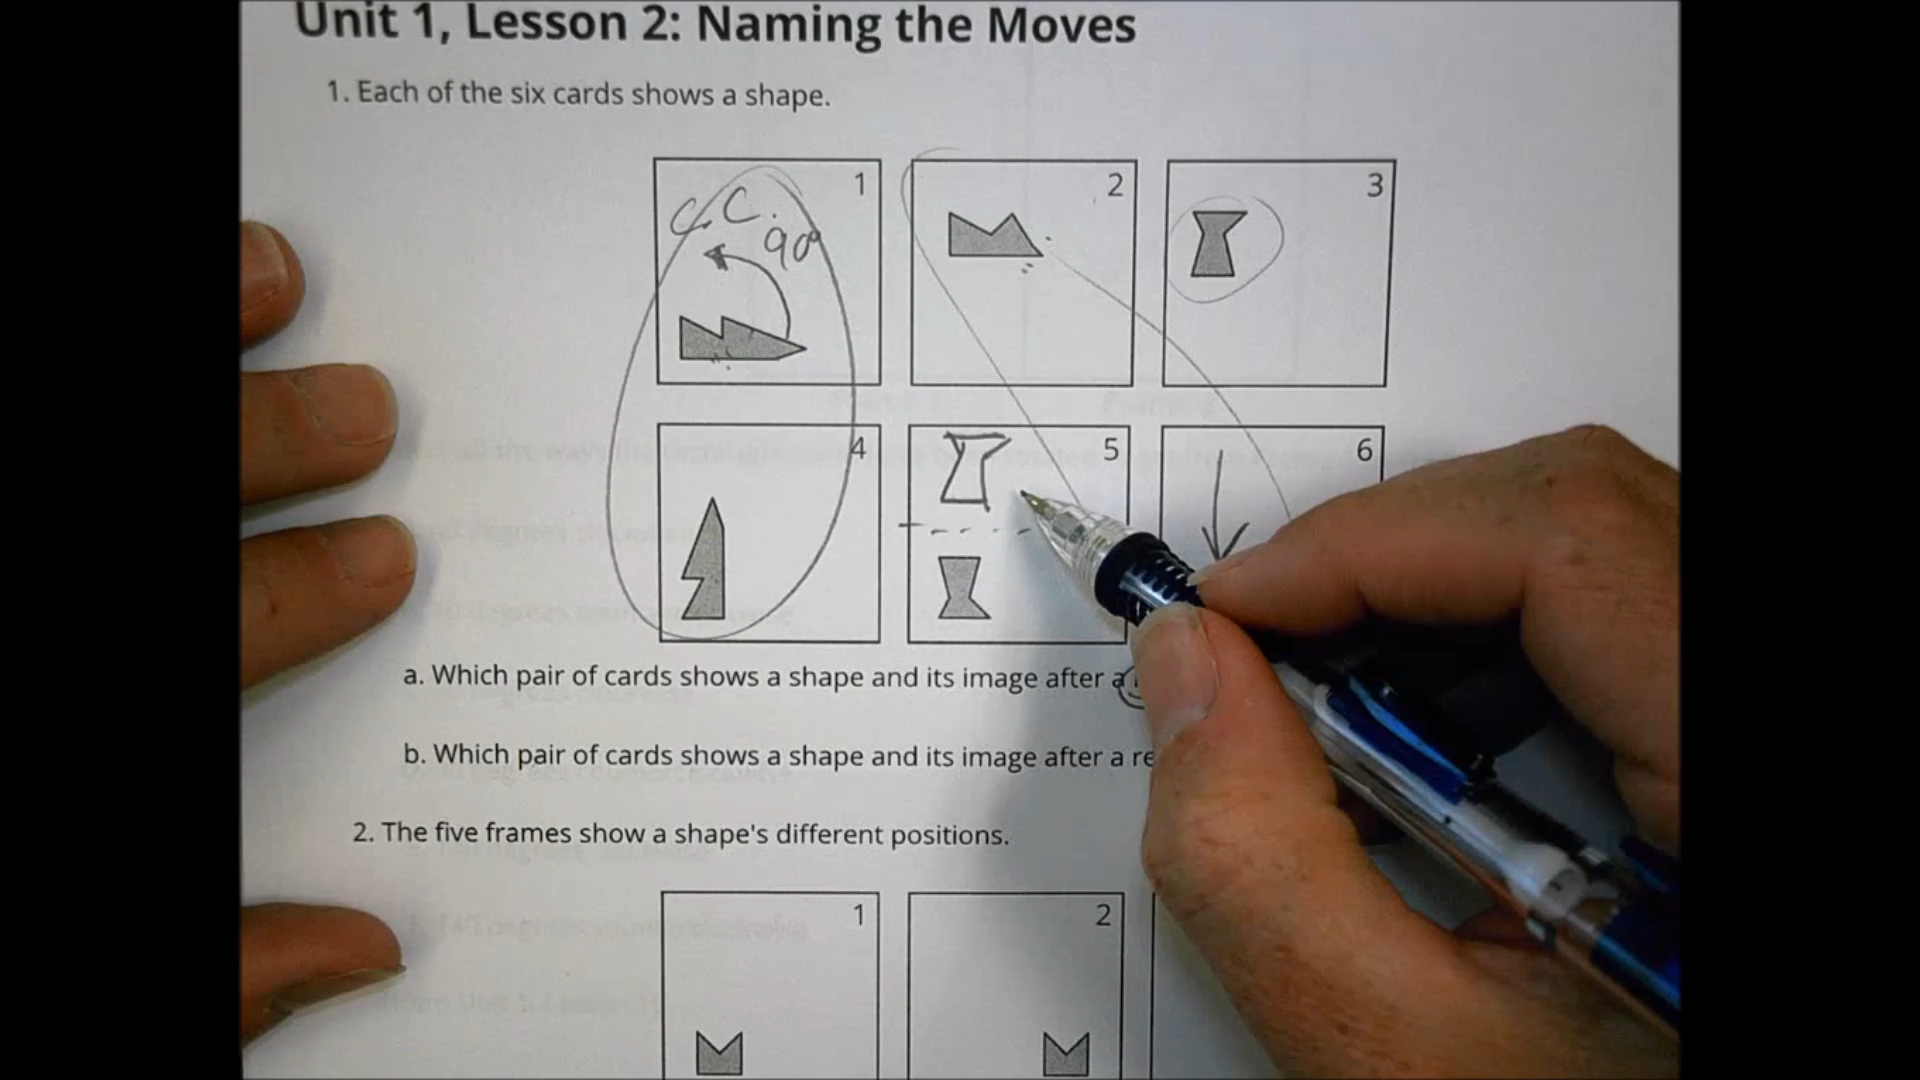 Unit 1, Lesson 2: Naming the Moves
1. Each of the six cards shows a shape.
1
2
3
C.C.
90°
4
5
6
a. Which pair of cards shows a shape and its image after a
b. Which pair of cards shows a shape and its image after a re
2. The five frames show a shape's different positions.
1
2